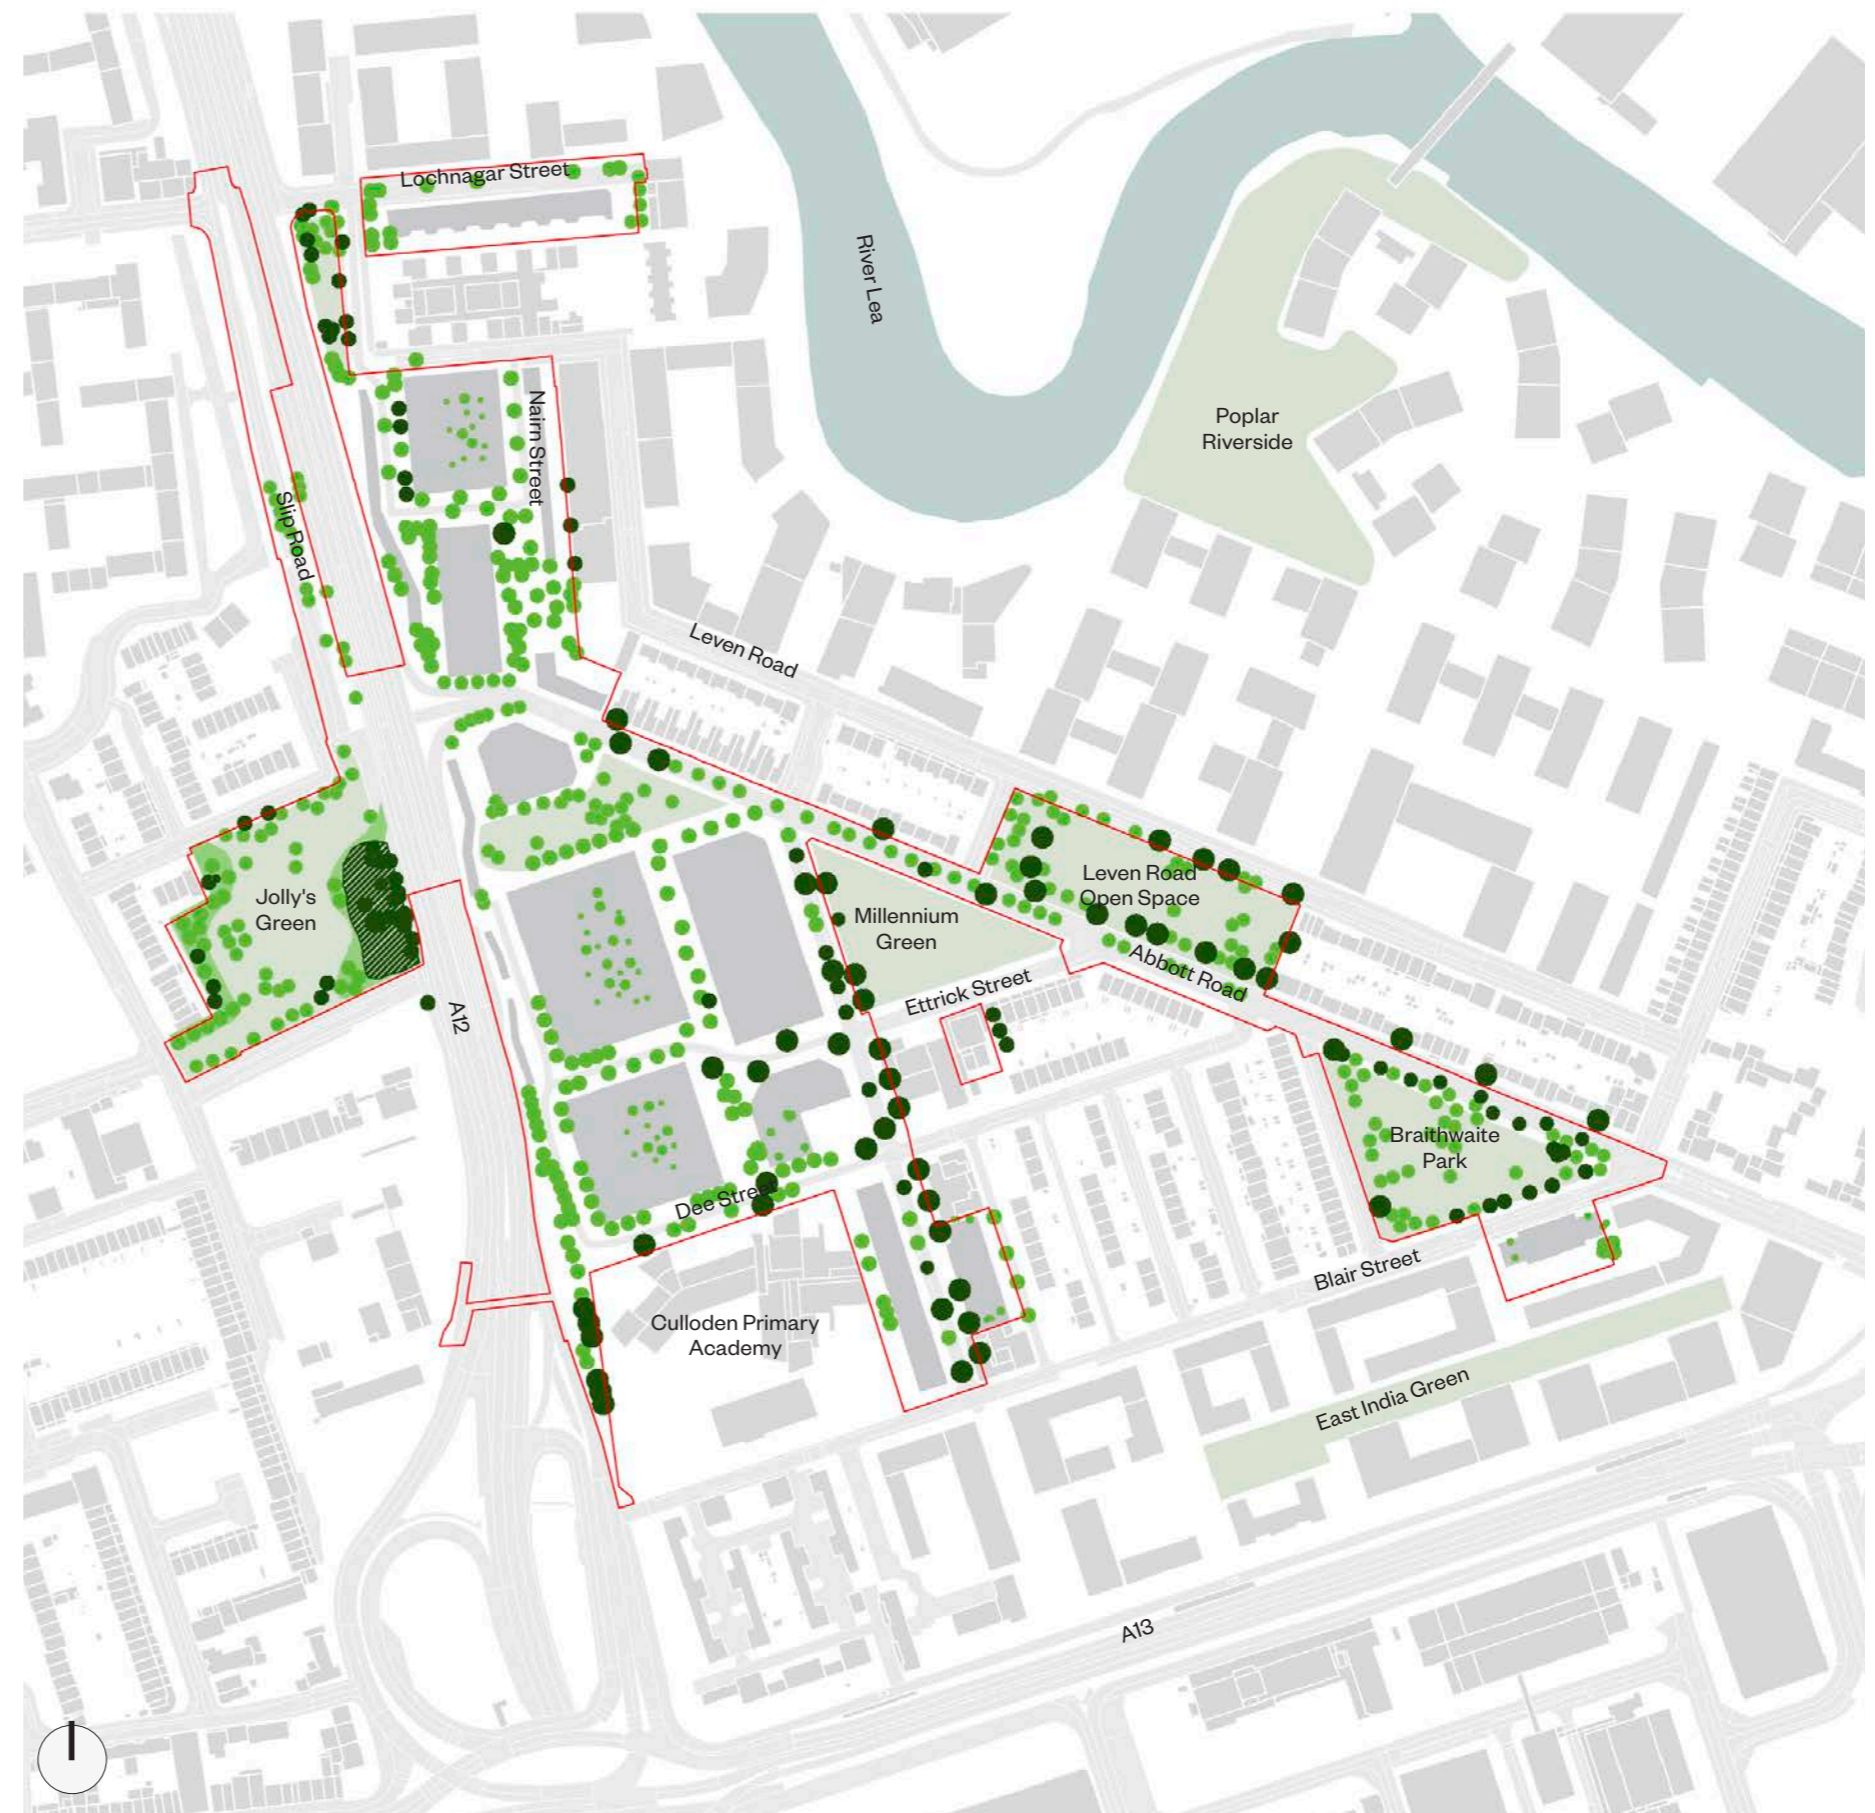 Lochnagar Street
River Lea
Nairn Street
Poplar
Riverside
Slip Road
Leven Road
Leven Road
Open Space
Jolly's
Green
Millennium
Green
Abbott Road
Ettrick Street
A12
Braithwaite
Park
Dee Street
Blair Street
Culloden Primary
Academy
East India Green
A13